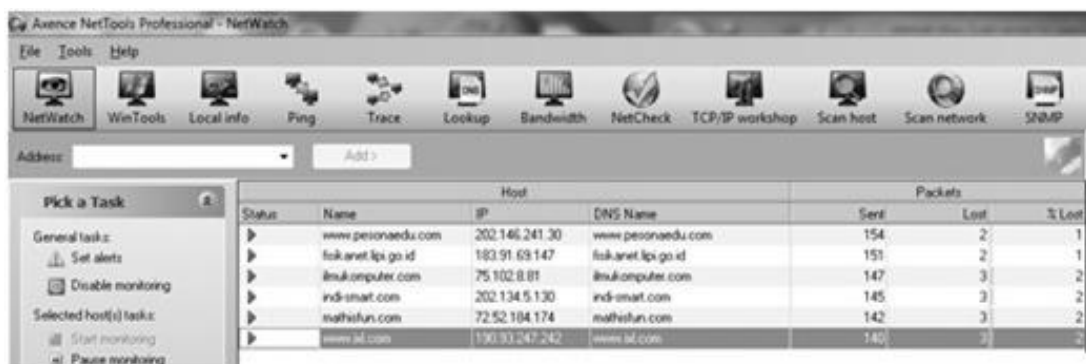 Axence NetTools Professional - NetWatch
File Tools Help
NetWatch WinTools Local info Ping Trace Lookup Bandwidth NetCheck TCP/IP workshop Scan host Scan network SNMP
Address: Add >
Pick a Task
General tasks:
Set alerts
Disable monitoring
Selected host(s) tasks:
Start monitoring
Pause monitoring
Host Packets
Status Name IP DNS Name Sent Lost % Lost
www.pesonaedu.com 202.146.241.30 www.pesonaedu.com 154 2 1
fisikanet.lipi.go.id 183.91.69.147 fisikanet.lipi.go.id 151 2 1
ilmukomputer.com 75.102.8.81 ilmukomputer.com 147 3 2
indi-smart.com 202.134.5.130 indi-smart.com 145 3 2
mathisfun.com 72.52.184.174 mathisfun.com 142 3 2
190.93.247.242 140 3 2